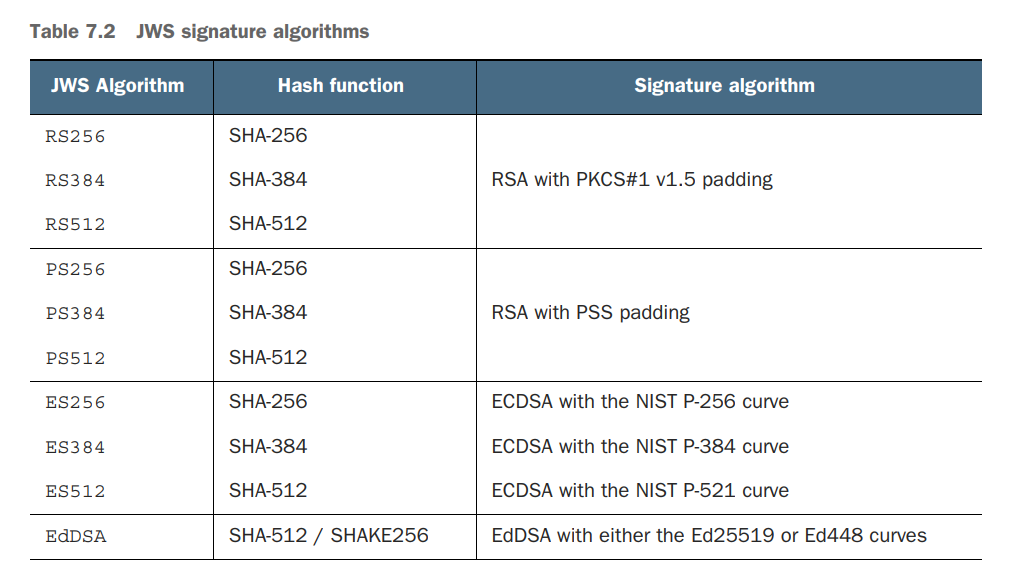 Table 7.2 JWS signature algorithms
JWS Algorithm Hash function Signature algorithm
RS256 SHA-256
RS384 SHA-384 RSA with PKCS#1 v1.5 padding
RS512 SHA-512
PS256 SHA-256
PS384 SHA-384 RSA with PSS padding
PS512 SHA-512
ES256 SHA-256 ECDSA with the NIST P-256 curve
ES384 SHA-384 ECDSA with the NIST P-384 curve
ES512 SHA-512 ECDSA with the NIST P-521 curve
EdDSA SHA-512 / SHAKE256 EdDSA with either the Ed25519 or Ed448 curves